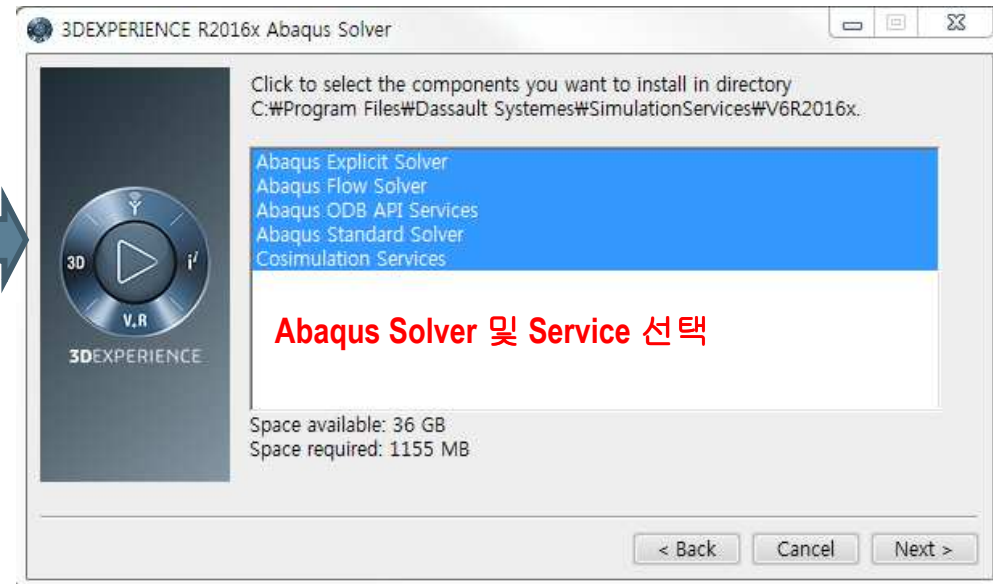 3DEXPERIENCE R2016x Abaqus Solver
Click to select the components you want to install in directory
C:₩Program Files₩Dassault Systemes₩SimulationServices₩V6R2016x.
Abaqus Explicit Solver
Abaqus Flow Solver
Abaqus ODB API Services
Abaqus Standard Solver
Cosimulation Services
3D
i'
V.R
3DEXPERIENCE
Abaqus Solver 및 Service 선택
Space available: 36 GB
Space required: 1155 MB
< Back
Cancel
Next >